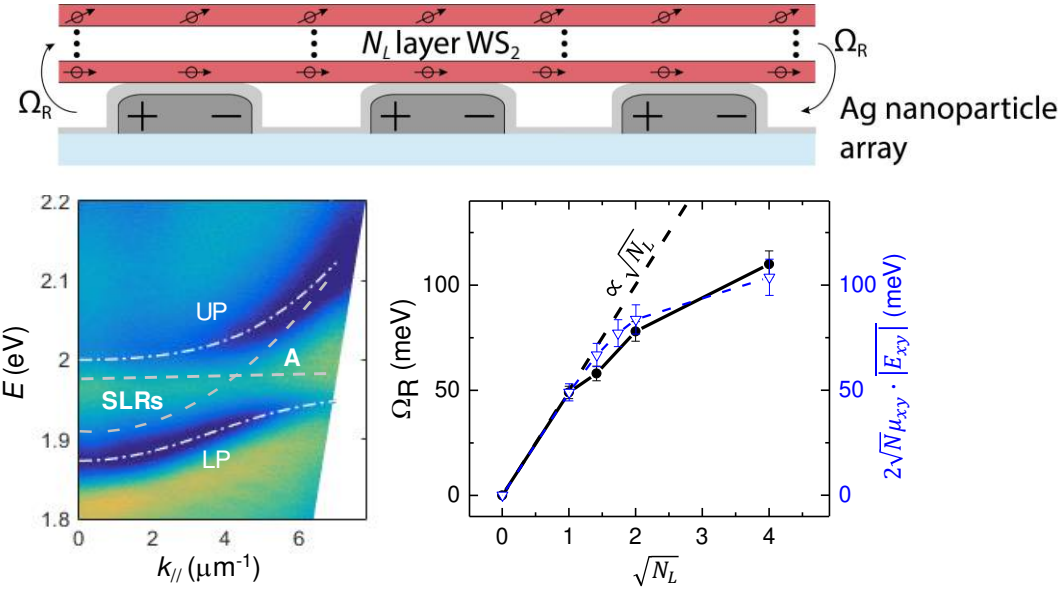 N_L layer WS₂
Ω_R
Ω_R
+ − + − + −
Ag nanoparticle
array
2.2
2.1
2
1.9
1.8
E (eV)
UP
A
SLRs
LP
0 2 4 6
k_// (μm⁻¹)
100
50
0
Ω_R (meV)
∝ √N_L
100
50
0
2√N μ_xy · |E_xy| (meV)
0 1 2 3 4
√N_L